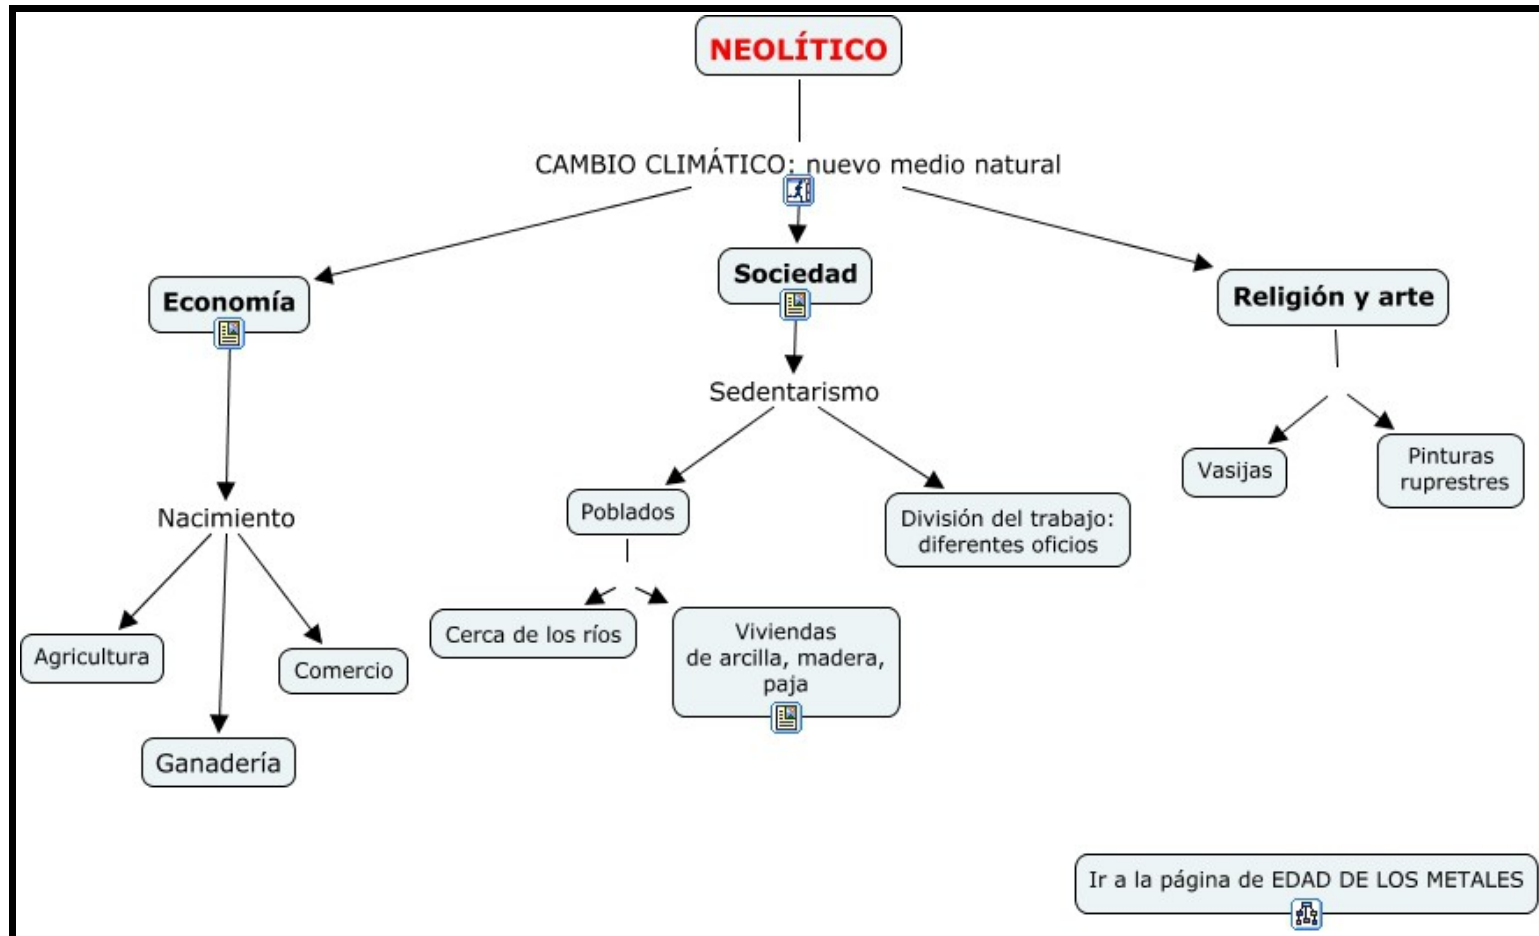 NEOLÍTICO
CAMBIO CLIMÁTICO: nuevo medio natural
Economía
Sociedad
Religión y arte
Sedentarismo
Nacimiento
Poblados
División del trabajo:
diferentes oficios
Vasijas
Pinturas
ruprestres
Agricultura
Comercio
Ganadería
Cerca de los ríos
Viviendas
de arcilla, madera,
paja
Ir a la página de EDAD DE LOS METALES